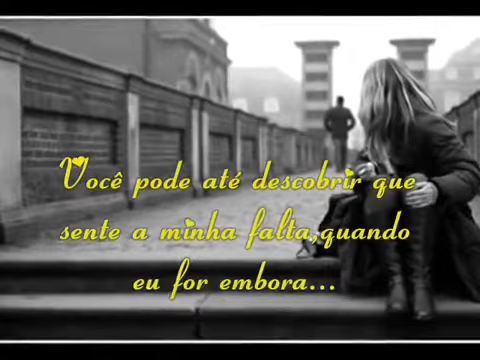 Você pode até descobrir que
sente a minha falta,quando
eu for embora...